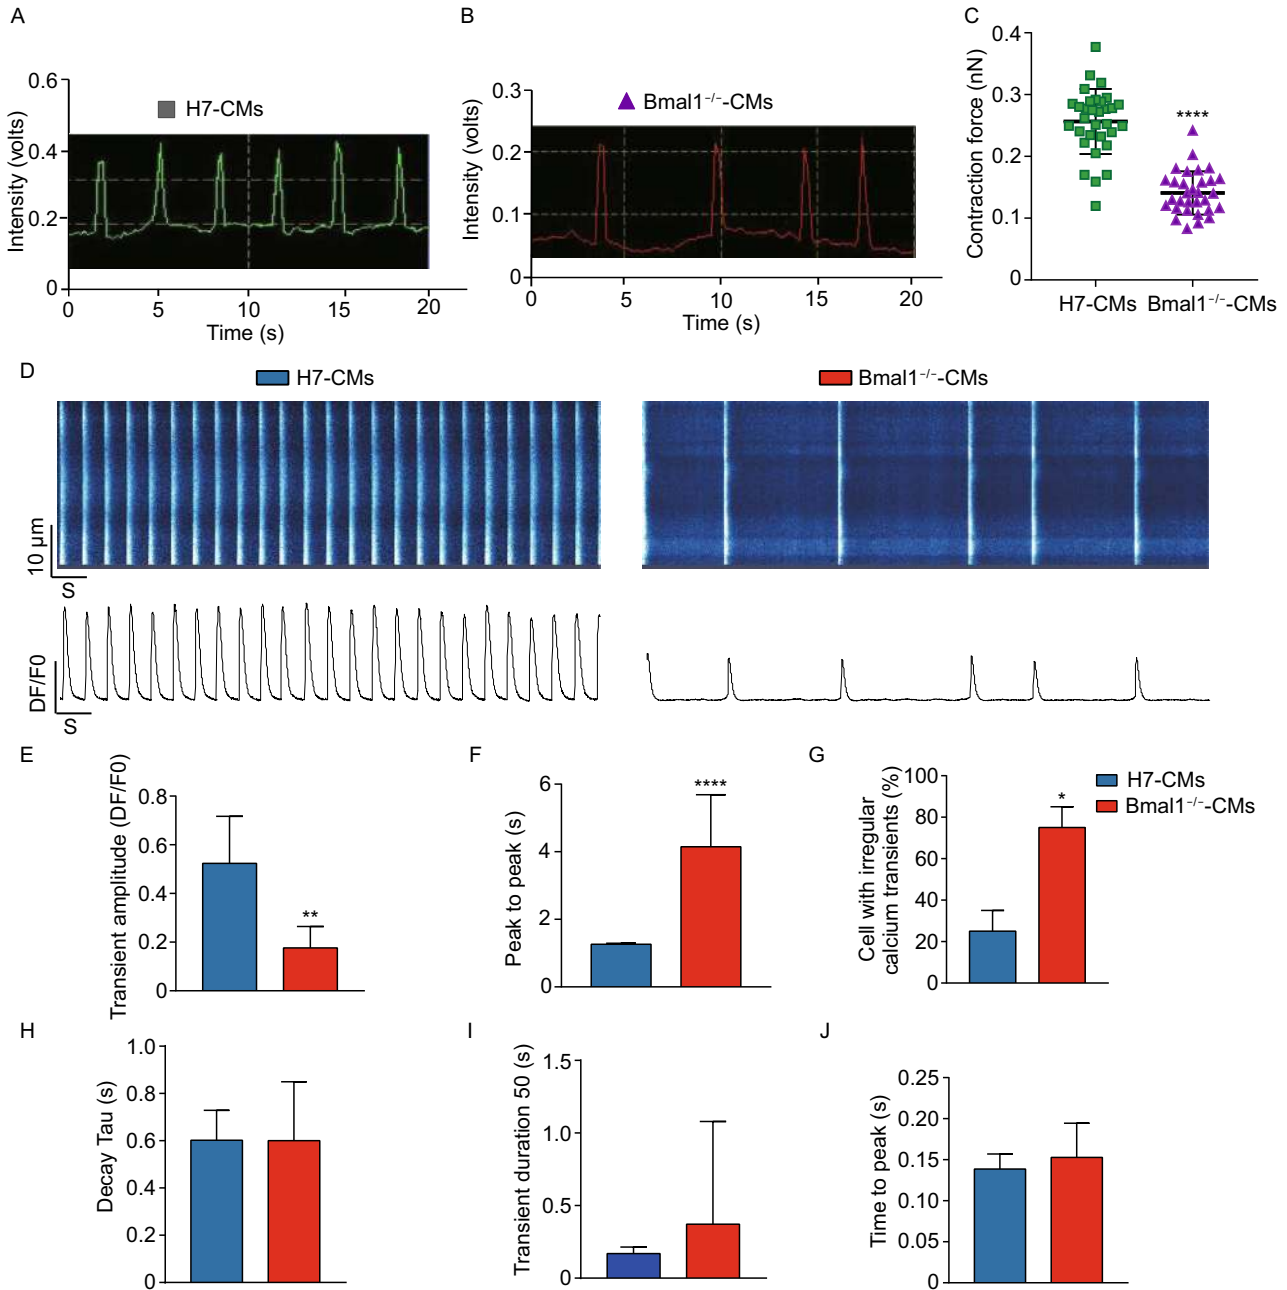 A
B
C
H7-CMs
Bmal1⁻/⁻-CMs
Intensity (volts)
0.6
0.4
0.2
0
0
5
10
15
20
Time (s)
Intensity (volts)
0.3
0.2
0.1
0
0
5
10
15
20
Time (s)
Contraction force (nN)
0.4
0.3
0.2
0.1
0
****
H7-CMs
Bmal1⁻/⁻-CMs
D
H7-CMs
Bmal1⁻/⁻-CMs
10 μm
S
DF/F0
S
E
Transient amplitude (DF/F0)
0.8
0.6
0.4
0.2
0
**
F
Peak to peak (s)
6
4
2
0
****
G
Cell with irregular
calcium transients (%)
100
80
60
40
20
0
*
H7-CMs
Bmal1⁻/⁻-CMs
H
Decay Tau (s)
1.0
0.8
0.6
0.4
0.2
0
I
Transient duration 50 (s)
1.5
1.0
0.5
0
J
Time to peak (s)
0.25
0.20
0.15
0.10
0.05
0